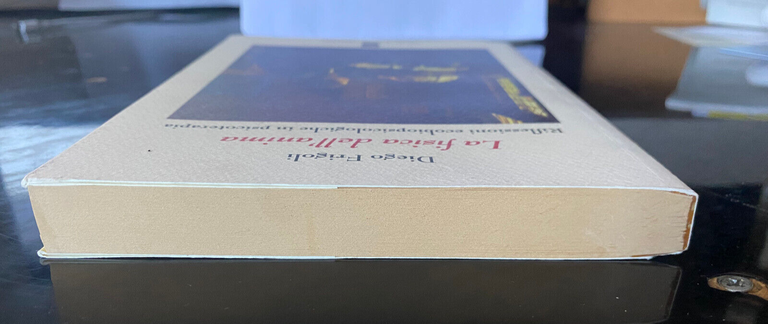 Diego Frigoli
La fisica dell'anima
Riflessioni ecobiopsicologiche in psicoterapia